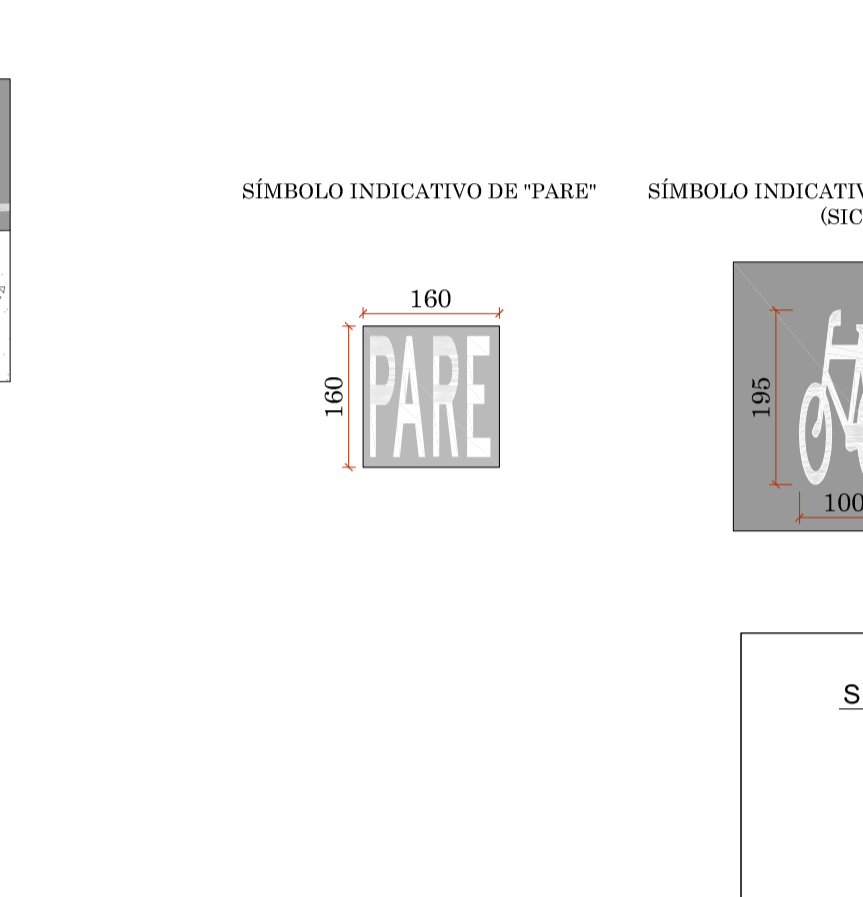 SÍMBOLO INDICATIVO DE "PARE"
160
160
PARE
SÍMBOLO INDICATIV
(SIC
195
100
S